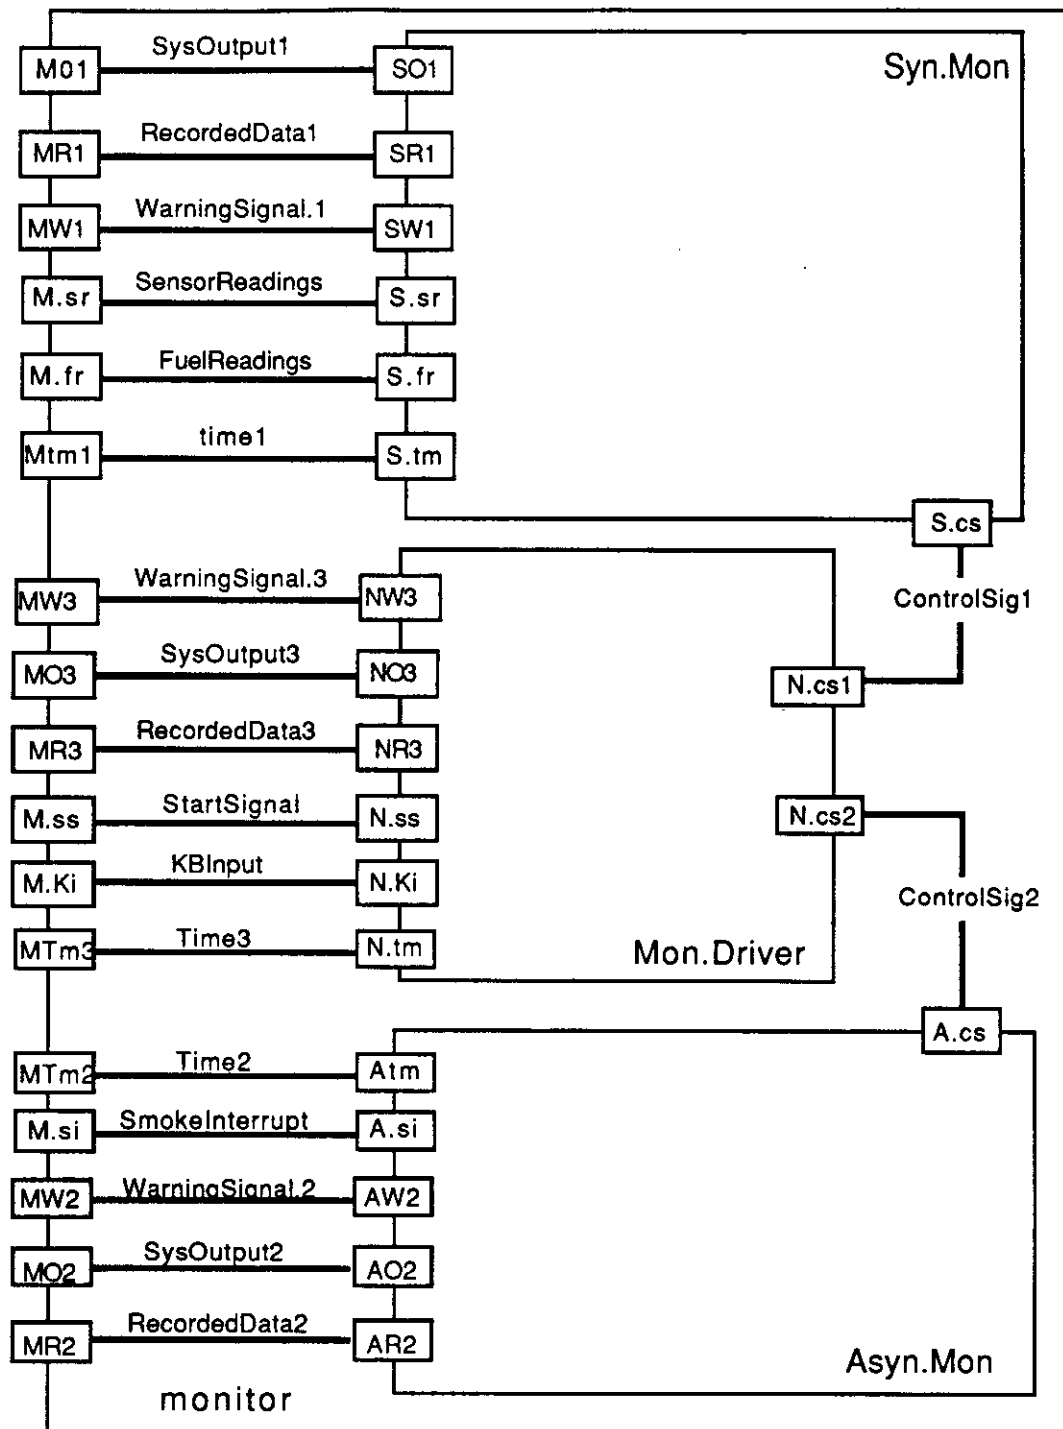 SysOutput1
M01
SO1
Syn.Mon
RecordedData1
MR1
SR1
WarningSignal.1
MW1
SW1
SensorReadings
M.sr
S.sr
FuelReadings
M.fr
S.fr
time1
Mtm1
S.tm
S.cs
WarningSignal.3
MW3
NW3
ControlSig1
SysOutput3
MO3
NO3
N.cs1
RecordedData3
MR3
NR3
StartSignal
M.ss
N.ss
N.cs2
KBInput
M.Ki
N.Ki
ControlSig2
Time3
MTm3
N.tm
Mon.Driver
A.cs
Time2
MTm2
Atm
SmokeInterrupt
M.si
A.si
WarningSignal.2
MW2
AW2
SysOutput2
MO2
AO2
RecordedData2
MR2
AR2
Asyn.Mon
monitor